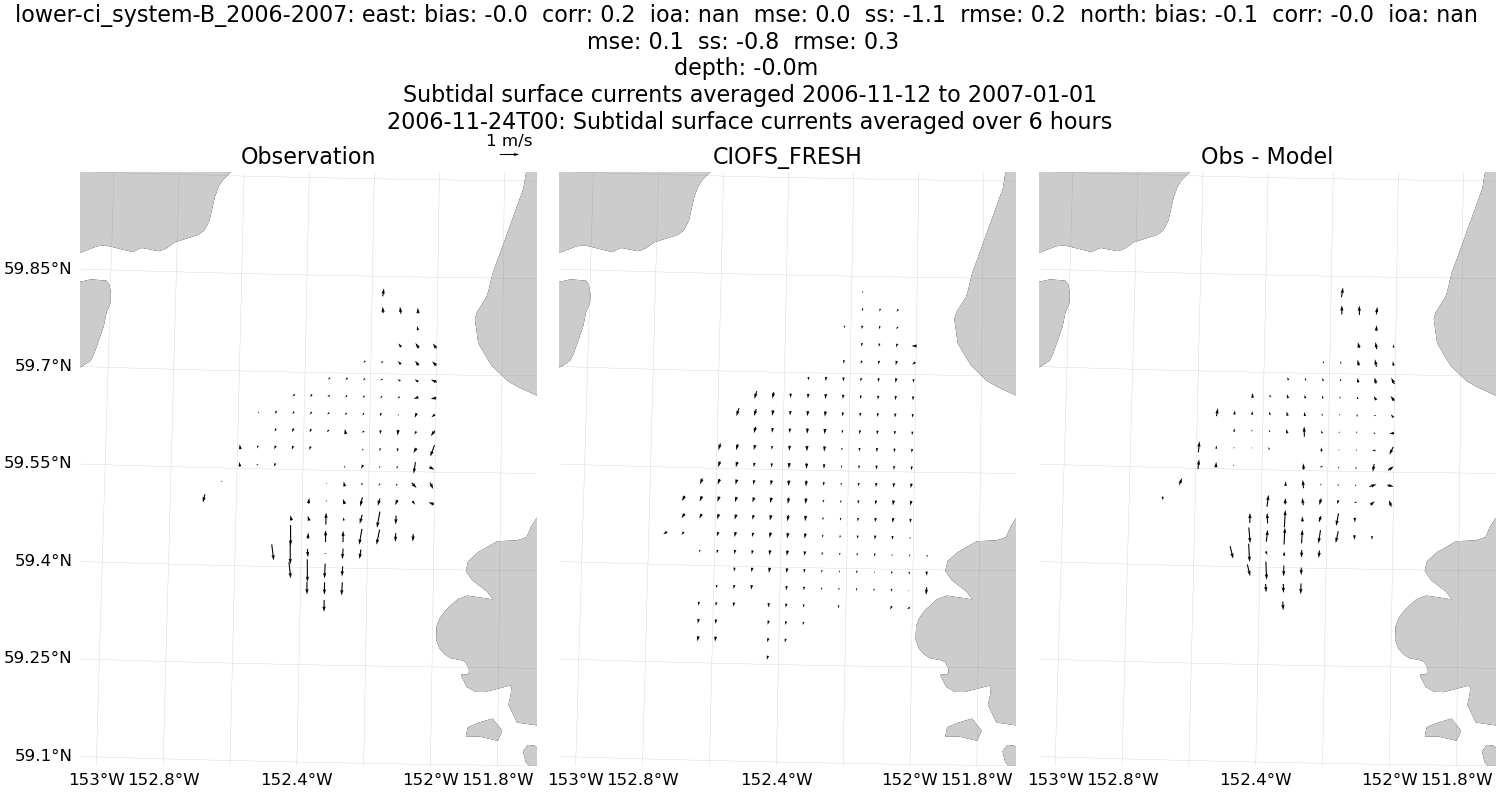 lower-ci_system-B_2006-2007: east: bias: -0.0  corr: 0.2  ioa: nan  mse: 0.0  ss: -1.1  rmse: 0.2  north: bias: -0.1  corr: -0.0  ioa: nan
mse: 0.1  ss: -0.8  rmse: 0.3
depth: -0.0m
Subtidal surface currents averaged 2006-11-12 to 2007-01-01
2006-11-24T00: Subtidal surface currents averaged over 6 hours
1 m/s
Observation CIOFS_FRESH Obs - Model
59.85°N
59.7°N
59.55°N
59.4°N
59.25°N
59.1°N
153°W 152.8°W 152.4°W 152°W 151.8°W 153°W 152.8°W 152.4°W 152°W 151.8°W 153°W 152.8°W 152.4°W 152°W 151.8°W